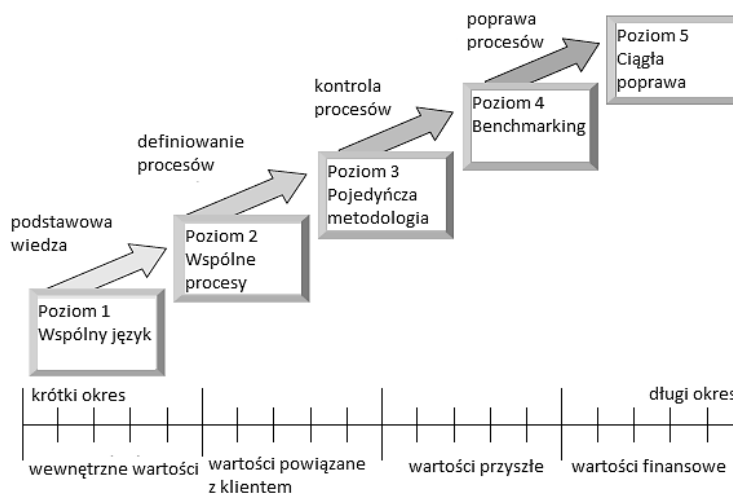 poprawa
procesów
Poziom 5
Ciągła
poprawa
kontrola
procesów
Poziom 4
Benchmarking
definiowanie
procesów
Poziom 3
Pojedyńcza
metodologia
podstawowa
wiedza
Poziom 2
Wspólne
procesy
Poziom 1
Wspólny język
krótki okres
długi okres
wewnętrzne wartości
wartości powiązane
z klientem
wartości przyszłe
wartości finansowe